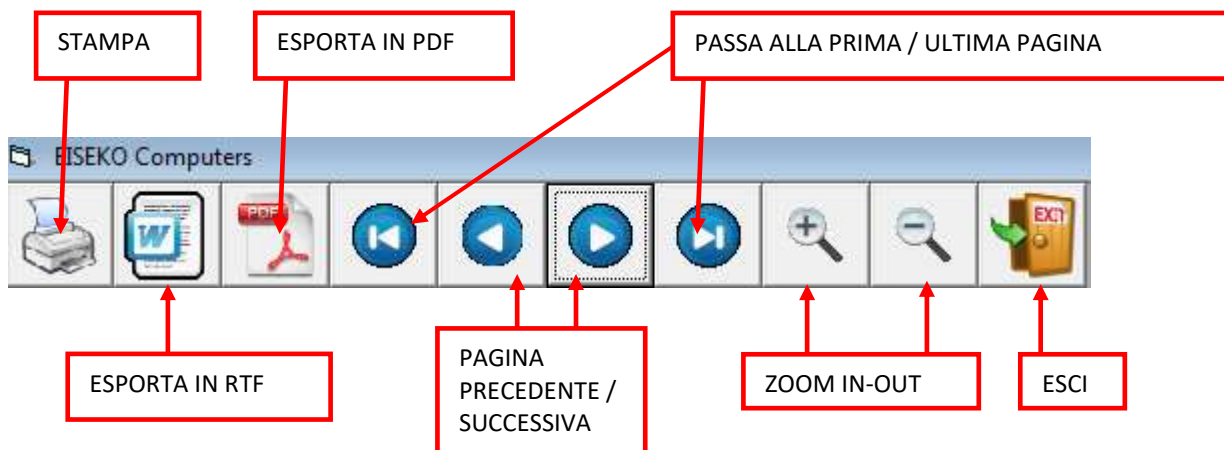 STAMPA
ESPORTA IN PDF
PASSA ALLA PRIMA / ULTIMA PAGINA
EISEKO Computers
W
PDF
EXIT
ESPORTA IN RTF
PAGINA
PRECEDENTE /
SUCCESSIVA
ZOOM IN-OUT
ESCI